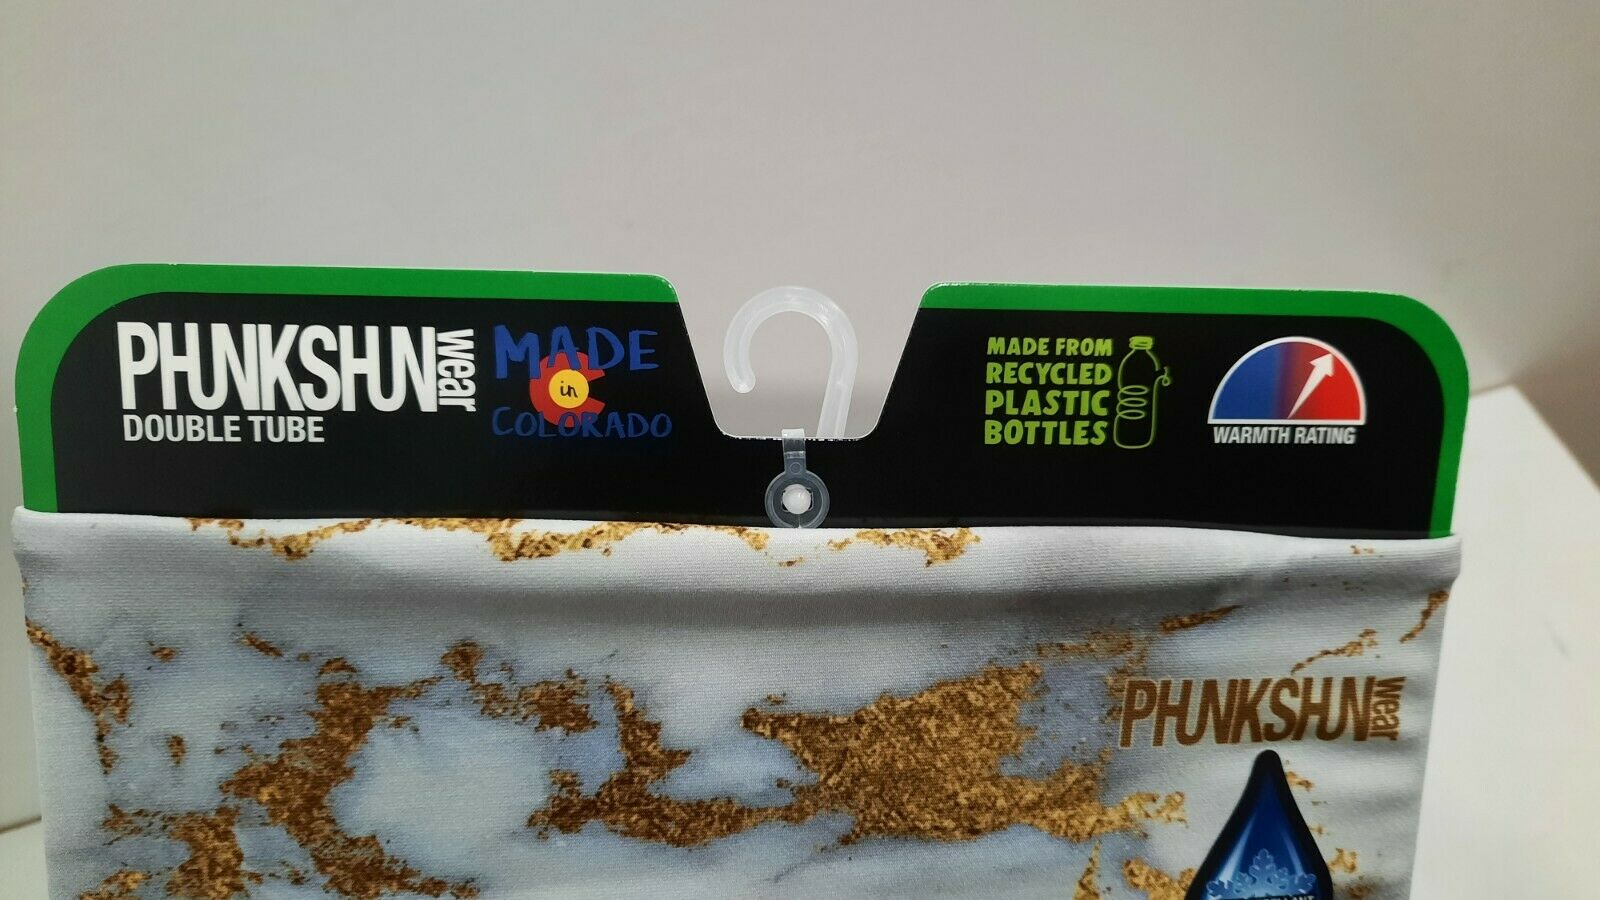 PHUNKSHUN wear
DOUBLE TUBE
MADE
in
COLORADO
MADE FROM
RECYCLED
PLASTIC
BOTTLES
WARMTH RATING
PHUNKSHUN wear